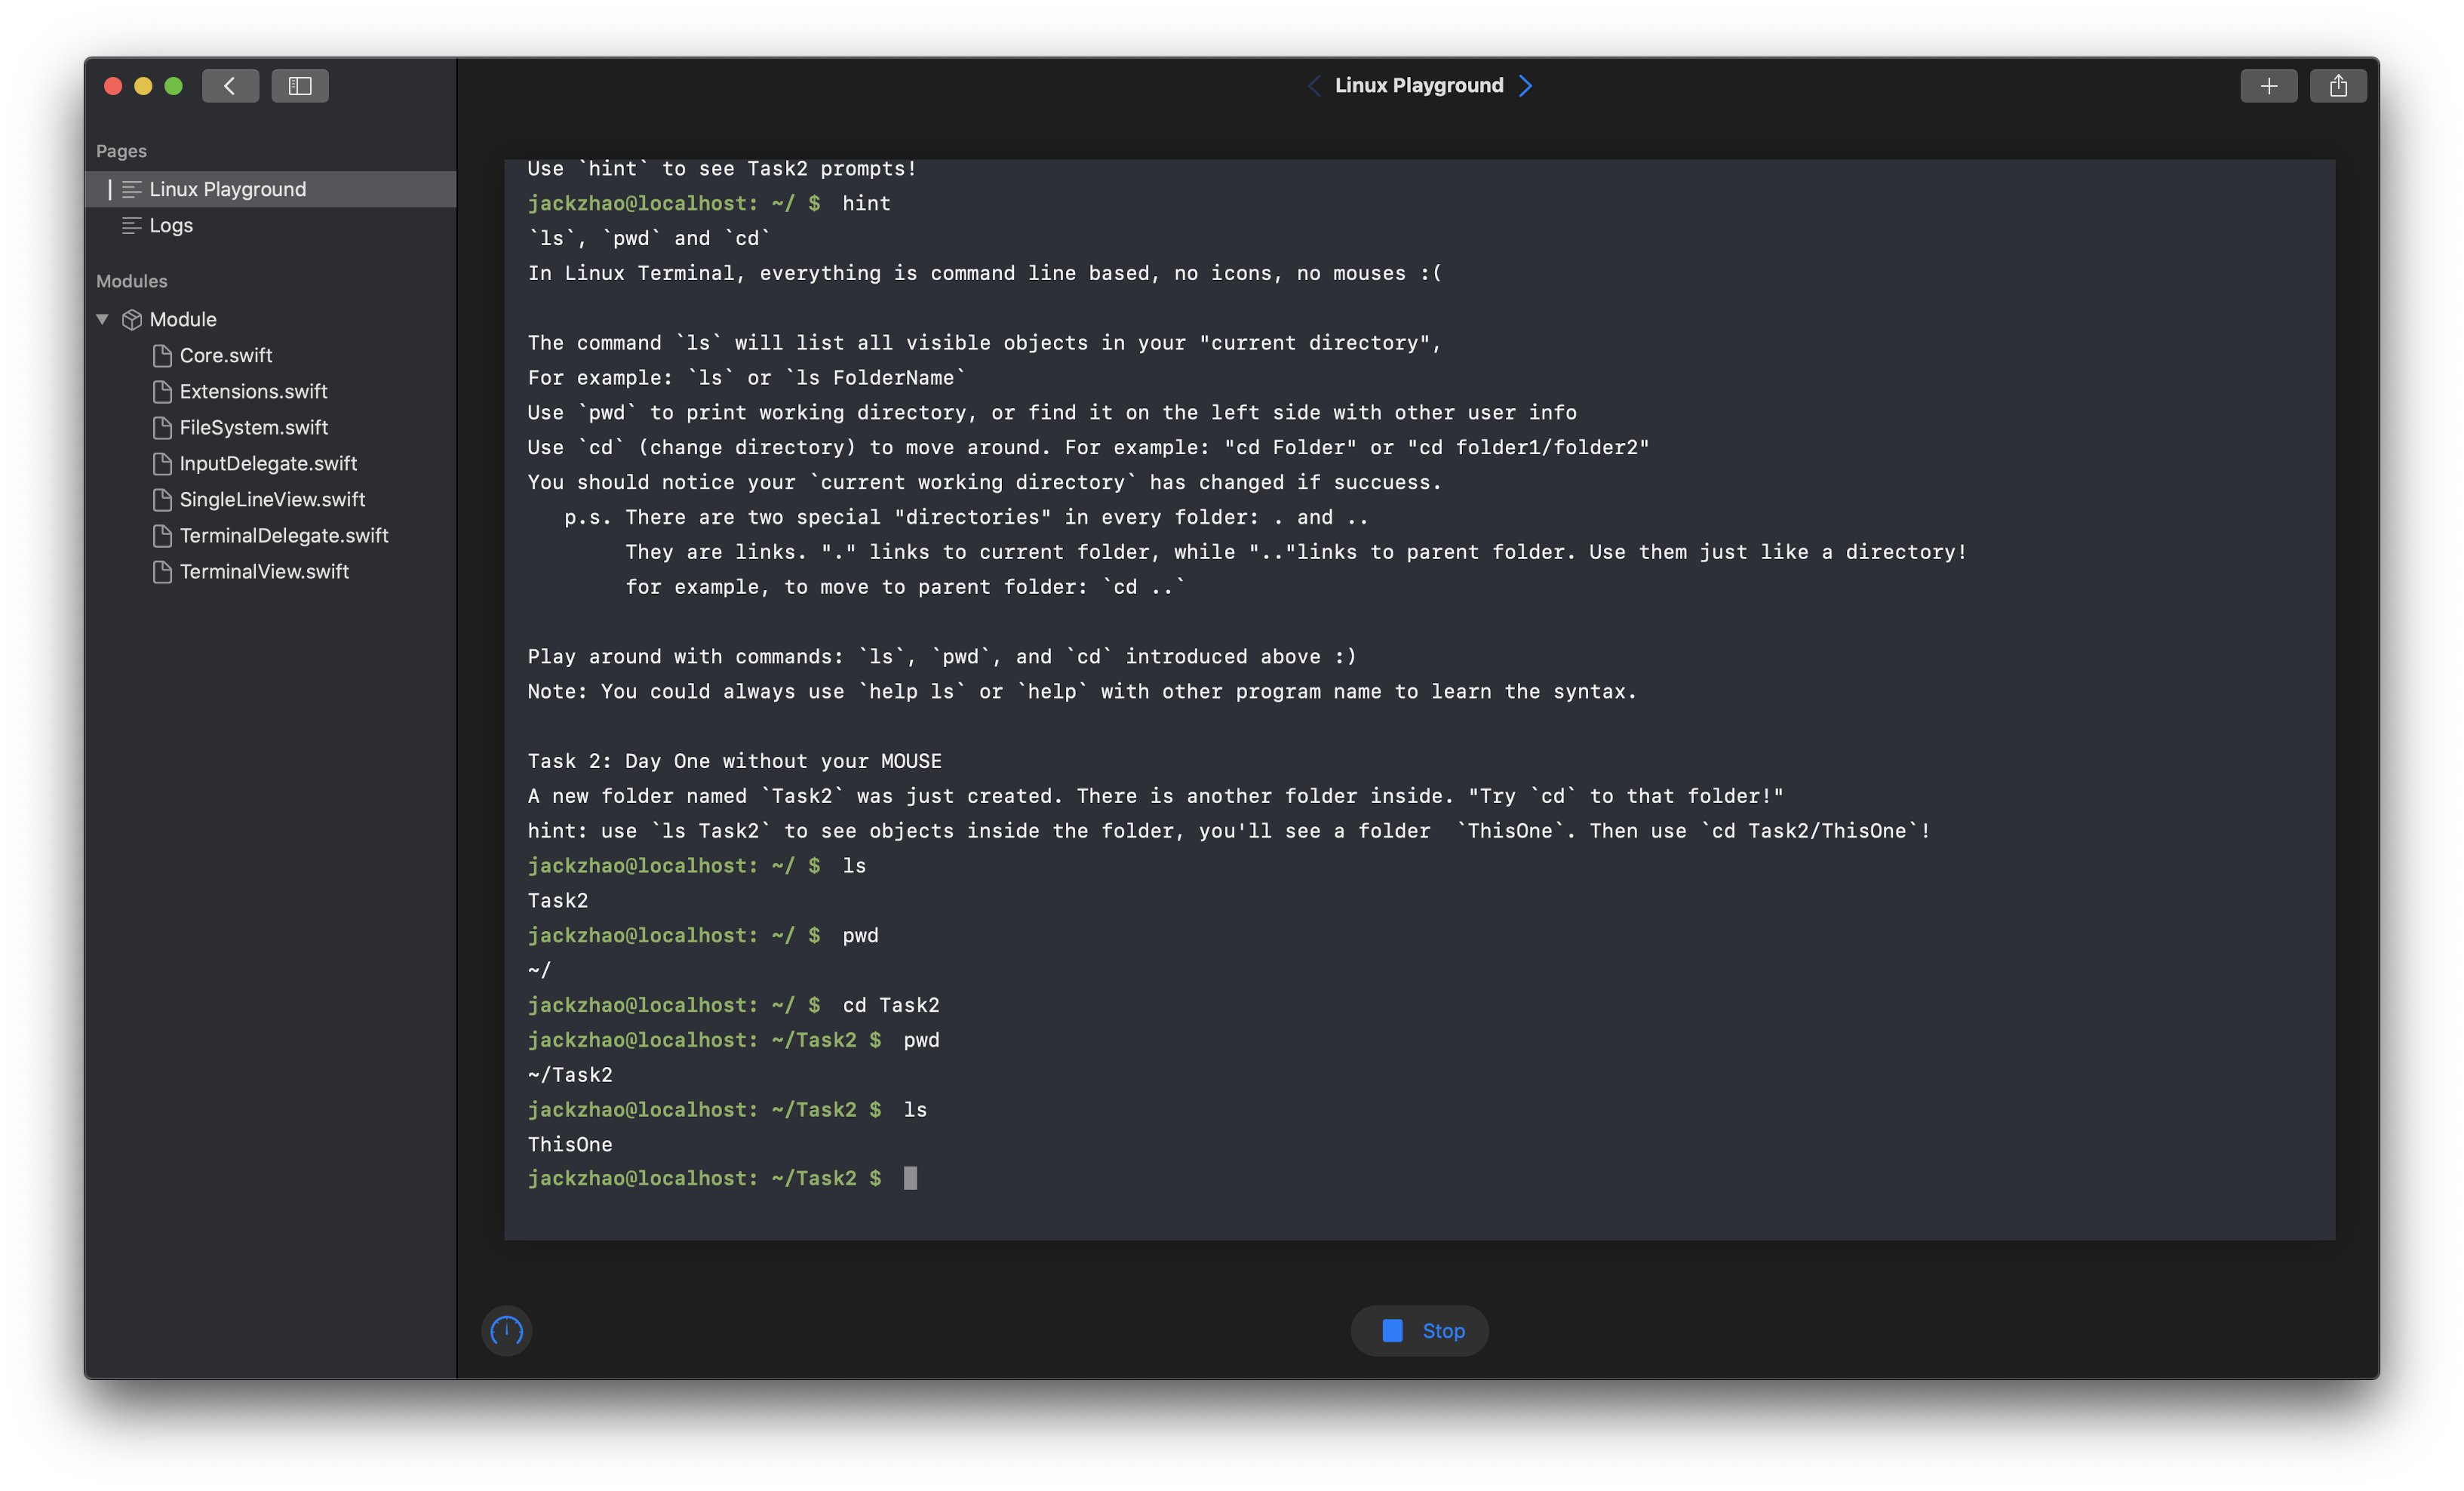 Linux Playground
Pages
Linux Playground
Logs
Modules
Module
Core.swift
Extensions.swift
FileSystem.swift
InputDelegate.swift
SingleLineView.swift
TerminalDelegate.swift
TerminalView.swift
Use `hint` to see Task2 prompts!
jackzhao@localhost: ~/ $ hint
`ls`, `pwd` and `cd`
In Linux Terminal, everything is command line based, no icons, no mouses :(
The command `ls` will list all visible objects in your "current directory",
For example: `ls` or `ls FolderName`
Use `pwd` to print working directory, or find it on the left side with other user info
Use `cd` (change directory) to move around. For example: "cd Folder" or "cd folder1/folder2"
You should notice your `current working directory` has changed if succuess.
p.s. There are two special "directories" in every folder: . and ..
They are links. "." links to current folder, while ".."links to parent folder. Use them just like a directory!
for example, to move to parent folder: `cd ..`
Play around with commands: `ls`, `pwd`, and `cd` introduced above :)
Note: You could always use `help ls` or `help` with other program name to learn the syntax.
Task 2: Day One without your MOUSE
A new folder named `Task2` was just created. There is another folder inside. "Try `cd` to that folder!"
hint: use `ls Task2` to see objects inside the folder, you'll see a folder  `ThisOne`. Then use `cd Task2/ThisOne`!
jackzhao@localhost: ~/ $ ls
Task2
jackzhao@localhost: ~/ $ pwd
~/
jackzhao@localhost: ~/ $ cd Task2
jackzhao@localhost: ~/Task2 $ pwd
~/Task2
jackzhao@localhost: ~/Task2 $ ls
ThisOne
jackzhao@localhost: ~/Task2 $
Stop